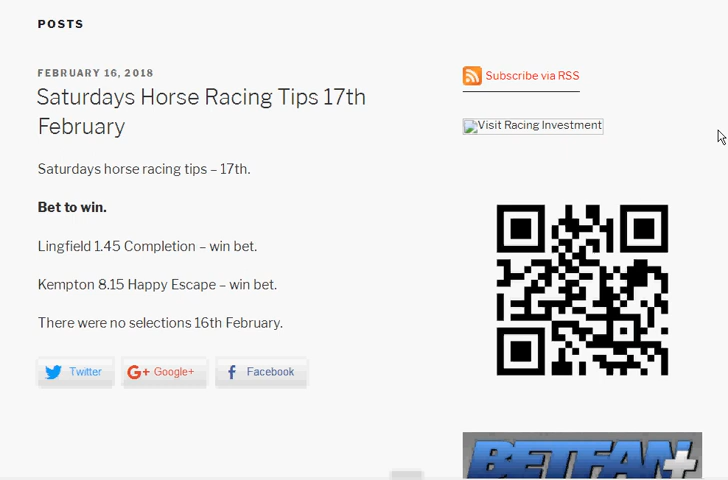 POSTS
FEBRUARY 16, 2018
Saturdays Horse Racing Tips 17th
February
Saturdays horse racing tips – 17th.
Bet to win.
Lingfield 1.45 Completion – win bet.
Kempton 8.15 Happy Escape – win bet.
There were no selections 16th February.
Twitter
G+ Google+
f Facebook
Subscribe via RSS
Visit Racing Investment
BETFAN+